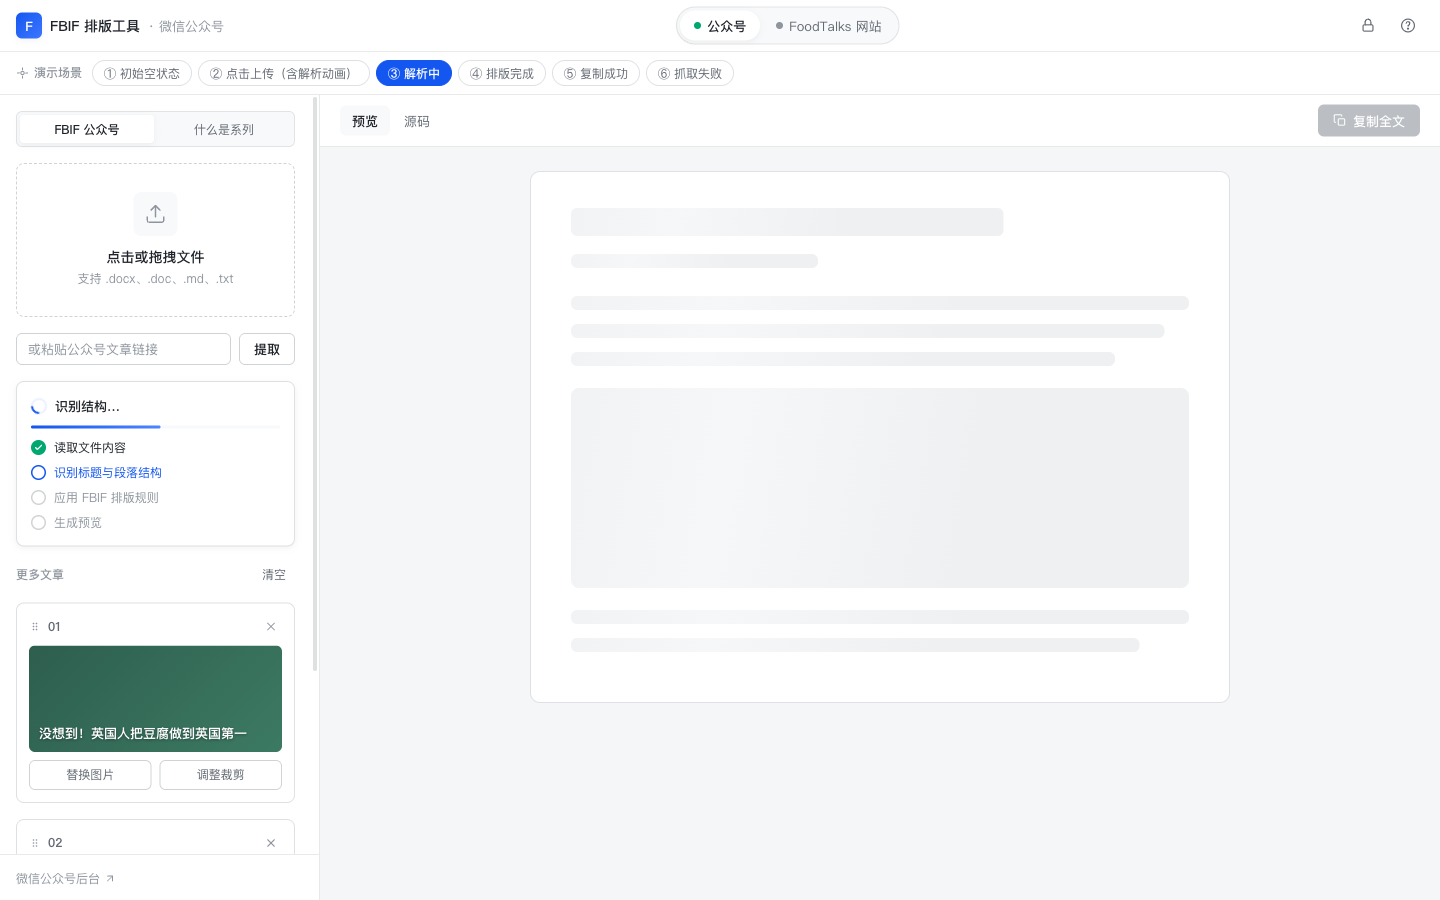 F FBIF 排版工具 · 微信公众号
公众号 FoodTalks 网站
演示场景 ① 初始空状态 ② 点击上传（含解析动画） ③ 解析中 ④ 排版完成 ⑤ 复制成功 ⑥ 抓取失败
FBIF 公众号 什么是系列
点击或拖拽文件
支持 .docx、.doc、.md、.txt
或粘贴公众号文章链接 提取
识别结构...
读取文件内容
识别标题与段落结构
应用 FBIF 排版规则
生成预览
更多文章 清空
01
没想到！英国人把豆腐做到英国第一
替换图片 调整裁剪
02
微信公众号后台
预览 源码 复制全文